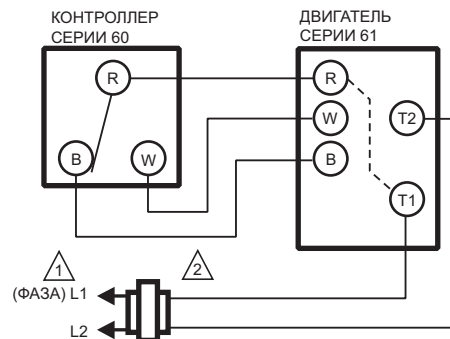 КОНТРОЛЛЕР
СЕРИИ 60
ДВИГАТЕЛЬ
СЕРИИ 61
R
R
W
T2
B
W
B
T1
1
2
(ФАЗА) L1
L2